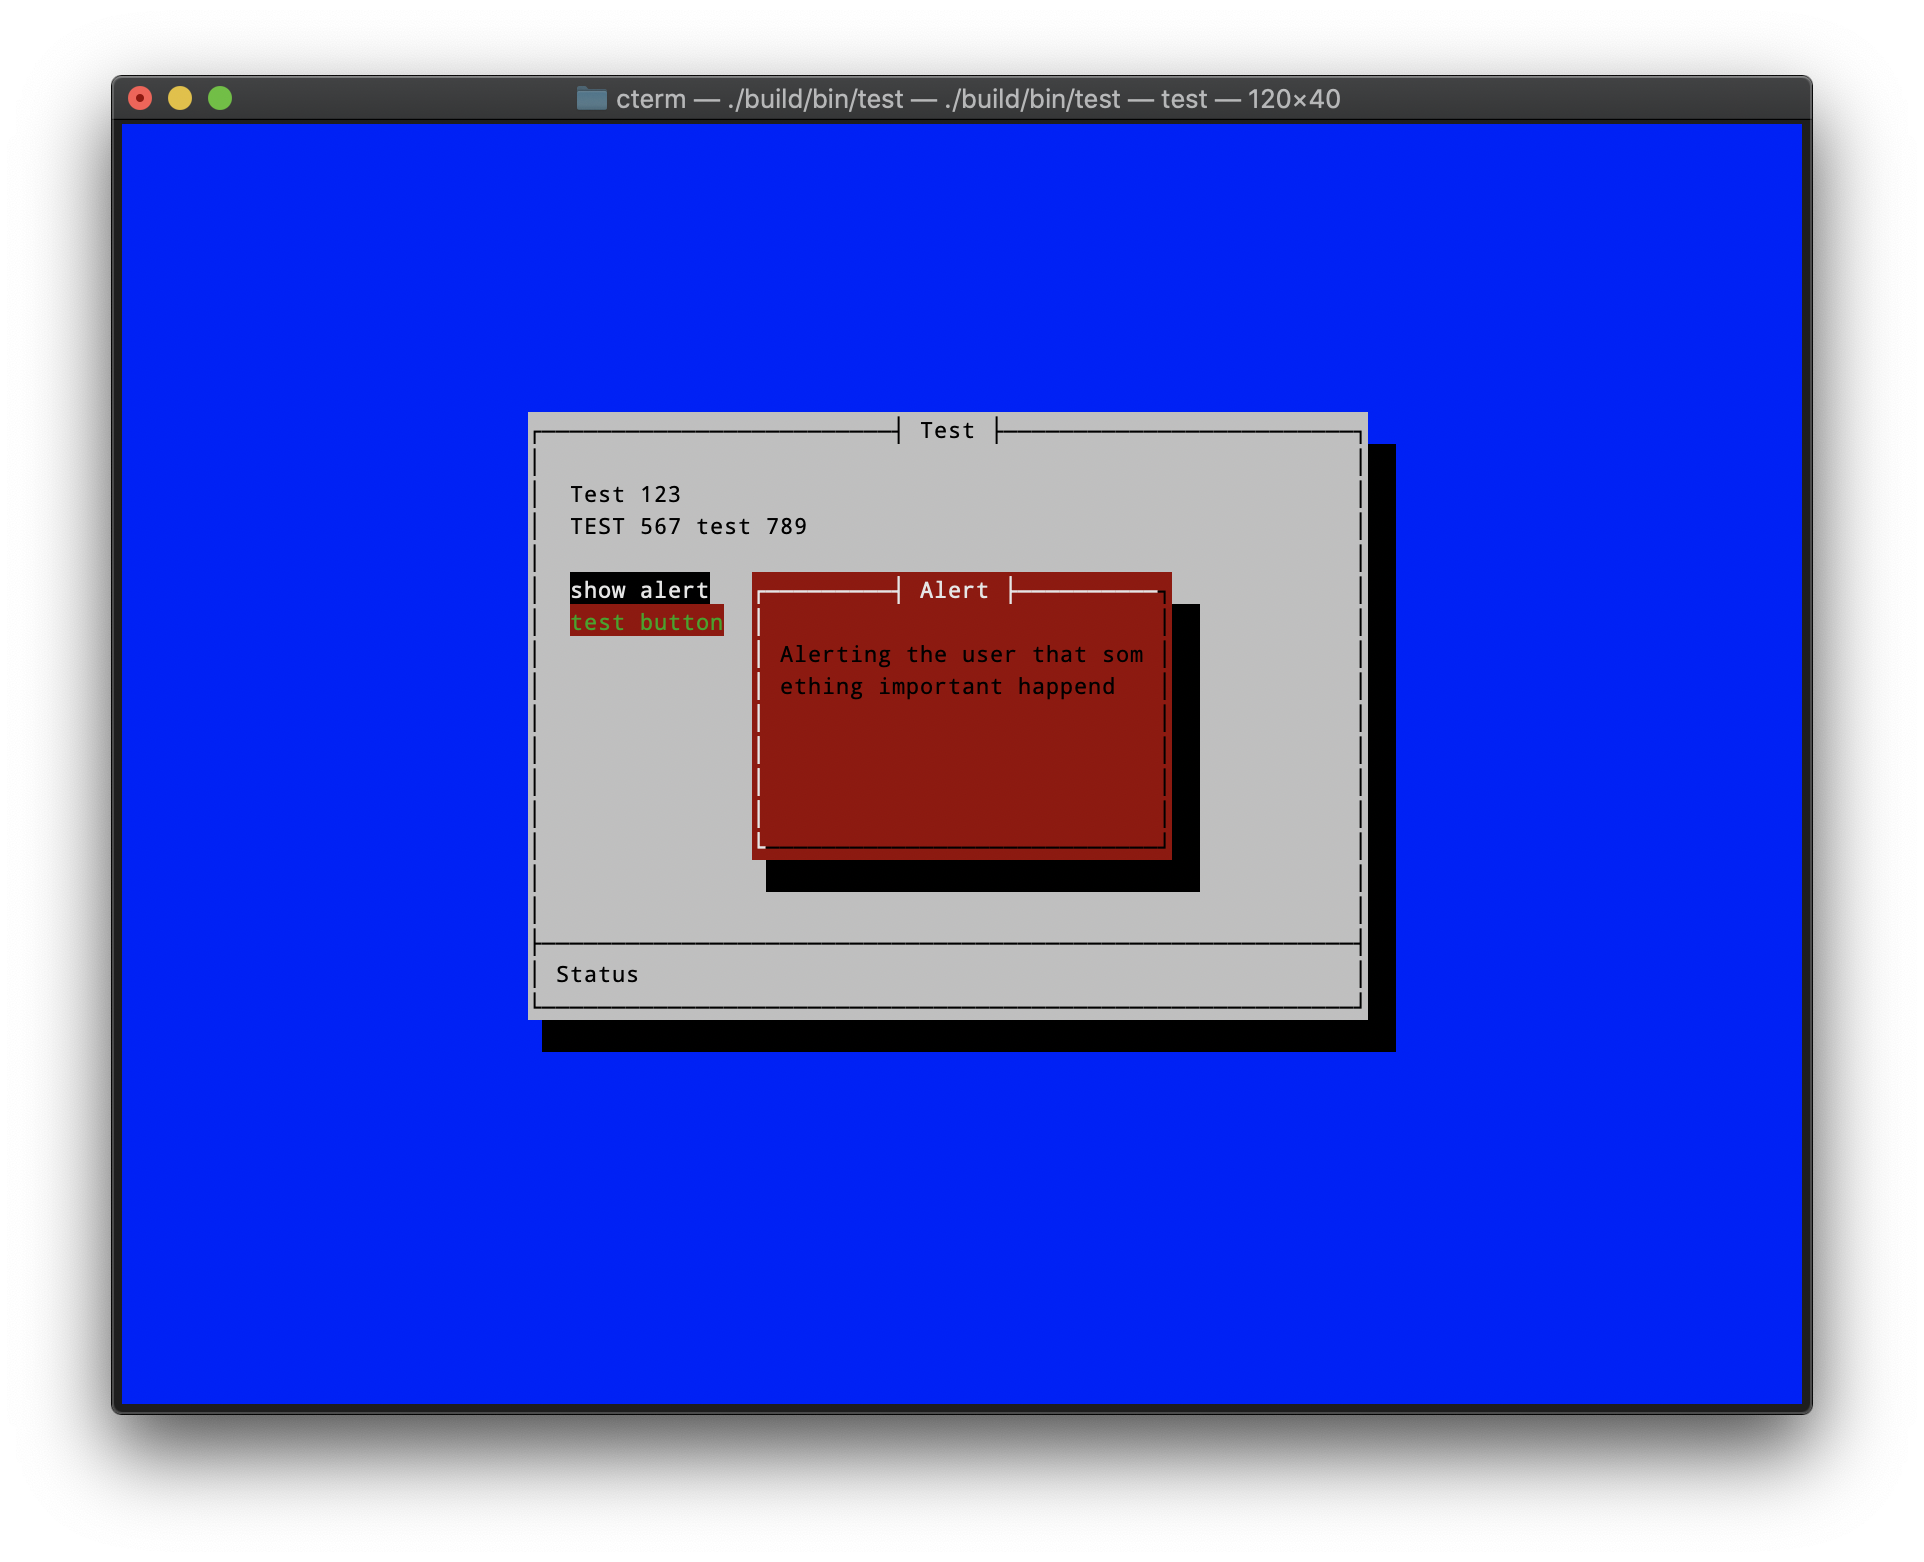 cterm — ./build/bin/test — ./build/bin/test — test — 120×40
Test
Test 123
TEST 567 test 789
show alert
test button
Alert
Alerting the user that som
ething important happend
Status